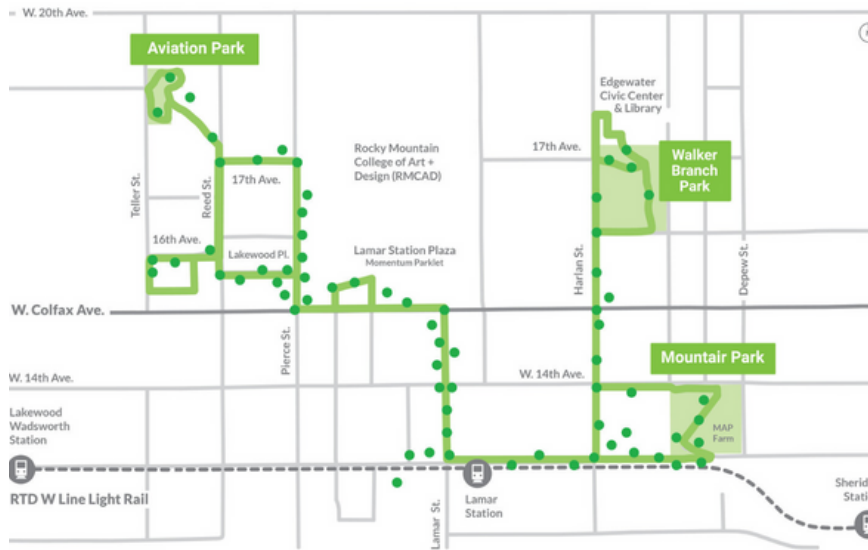 W. 20th Ave.
Aviation Park
Edgewater
Civic Center
& Library
Rocky Mountain
College of Art +
Design (RMCAD)
17th Ave.
Walker
Branch
Park
17th Ave.
Teller St.
Reed St.
16th Ave.
Lakewood Pl.
Lamar Station Plaza
Momentum Parklet
Harlan St.
Depew St.
W. Colfax Ave.
Pierce St.
Mountair Park
W. 14th Ave.
W. 14th Ave.
Lakewood
Wadsworth
Station
MAP
Farm
RTD W Line Light Rail
Lamar St.
Lamar
Station
Sherid
Stati